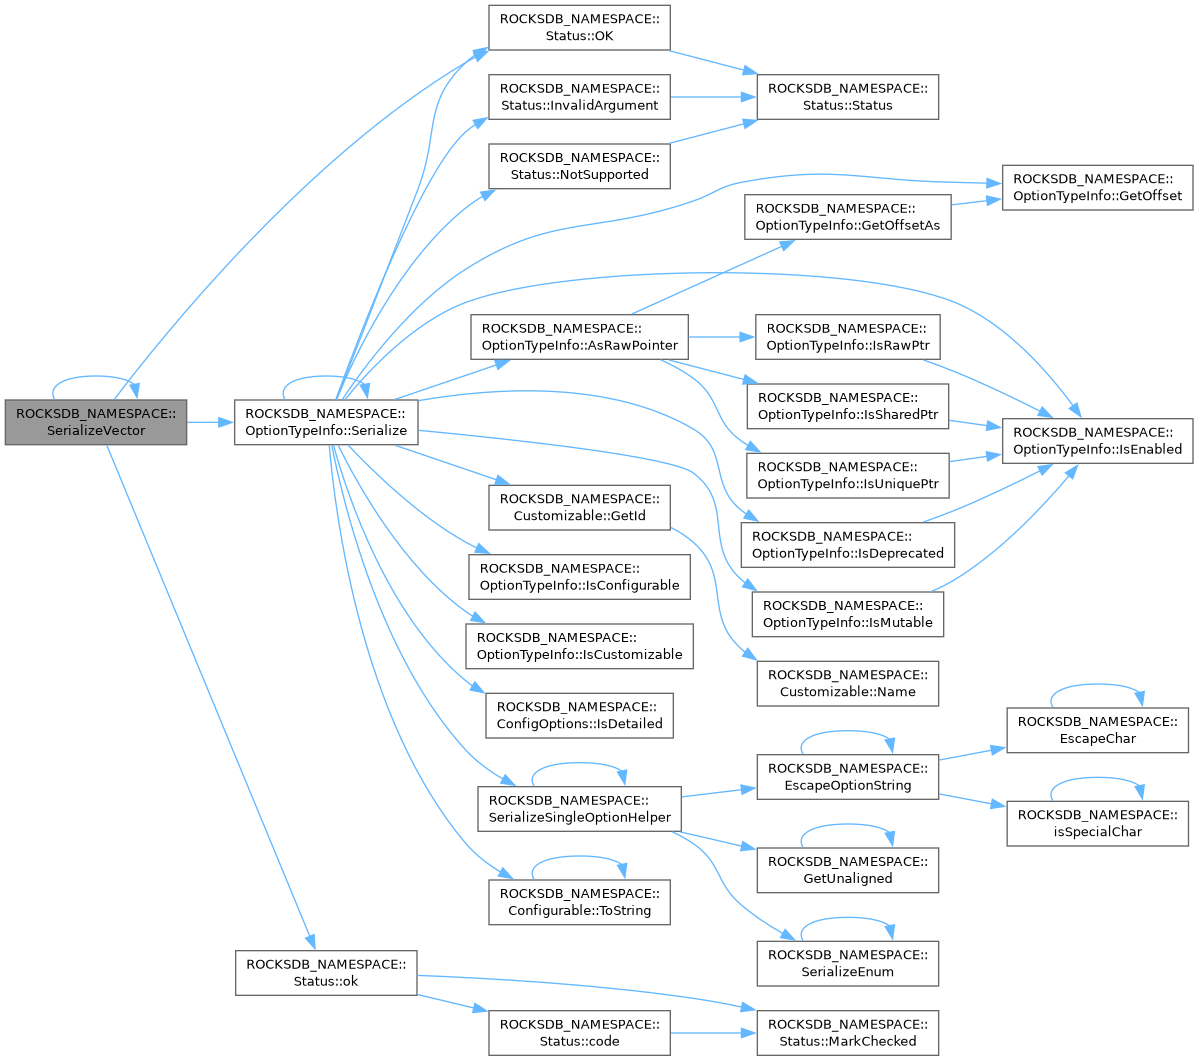 ROCKSDB_NAMESPACE::
SerializeVector
ROCKSDB_NAMESPACE::
OptionTypeInfo::Serialize
ROCKSDB_NAMESPACE::
Status::ok
ROCKSDB_NAMESPACE::
Status::OK
ROCKSDB_NAMESPACE::
Status::InvalidArgument
ROCKSDB_NAMESPACE::
Status::NotSupported
ROCKSDB_NAMESPACE::
OptionTypeInfo::AsRawPointer
ROCKSDB_NAMESPACE::
Customizable::GetId
ROCKSDB_NAMESPACE::
OptionTypeInfo::IsConfigurable
ROCKSDB_NAMESPACE::
OptionTypeInfo::IsCustomizable
ROCKSDB_NAMESPACE::
ConfigOptions::IsDetailed
ROCKSDB_NAMESPACE::
SerializeSingleOptionHelper
ROCKSDB_NAMESPACE::
Configurable::ToString
ROCKSDB_NAMESPACE::
Status::code
ROCKSDB_NAMESPACE::
Status::Status
ROCKSDB_NAMESPACE::
OptionTypeInfo::GetOffsetAs
ROCKSDB_NAMESPACE::
OptionTypeInfo::IsRawPtr
ROCKSDB_NAMESPACE::
OptionTypeInfo::IsSharedPtr
ROCKSDB_NAMESPACE::
OptionTypeInfo::IsUniquePtr
ROCKSDB_NAMESPACE::
OptionTypeInfo::IsDeprecated
ROCKSDB_NAMESPACE::
OptionTypeInfo::IsMutable
ROCKSDB_NAMESPACE::
Customizable::Name
ROCKSDB_NAMESPACE::
EscapeOptionString
ROCKSDB_NAMESPACE::
GetUnaligned
ROCKSDB_NAMESPACE::
SerializeEnum
ROCKSDB_NAMESPACE::
Status::MarkChecked
ROCKSDB_NAMESPACE::
OptionTypeInfo::GetOffset
ROCKSDB_NAMESPACE::
OptionTypeInfo::IsEnabled
ROCKSDB_NAMESPACE::
EscapeChar
ROCKSDB_NAMESPACE::
isSpecialChar